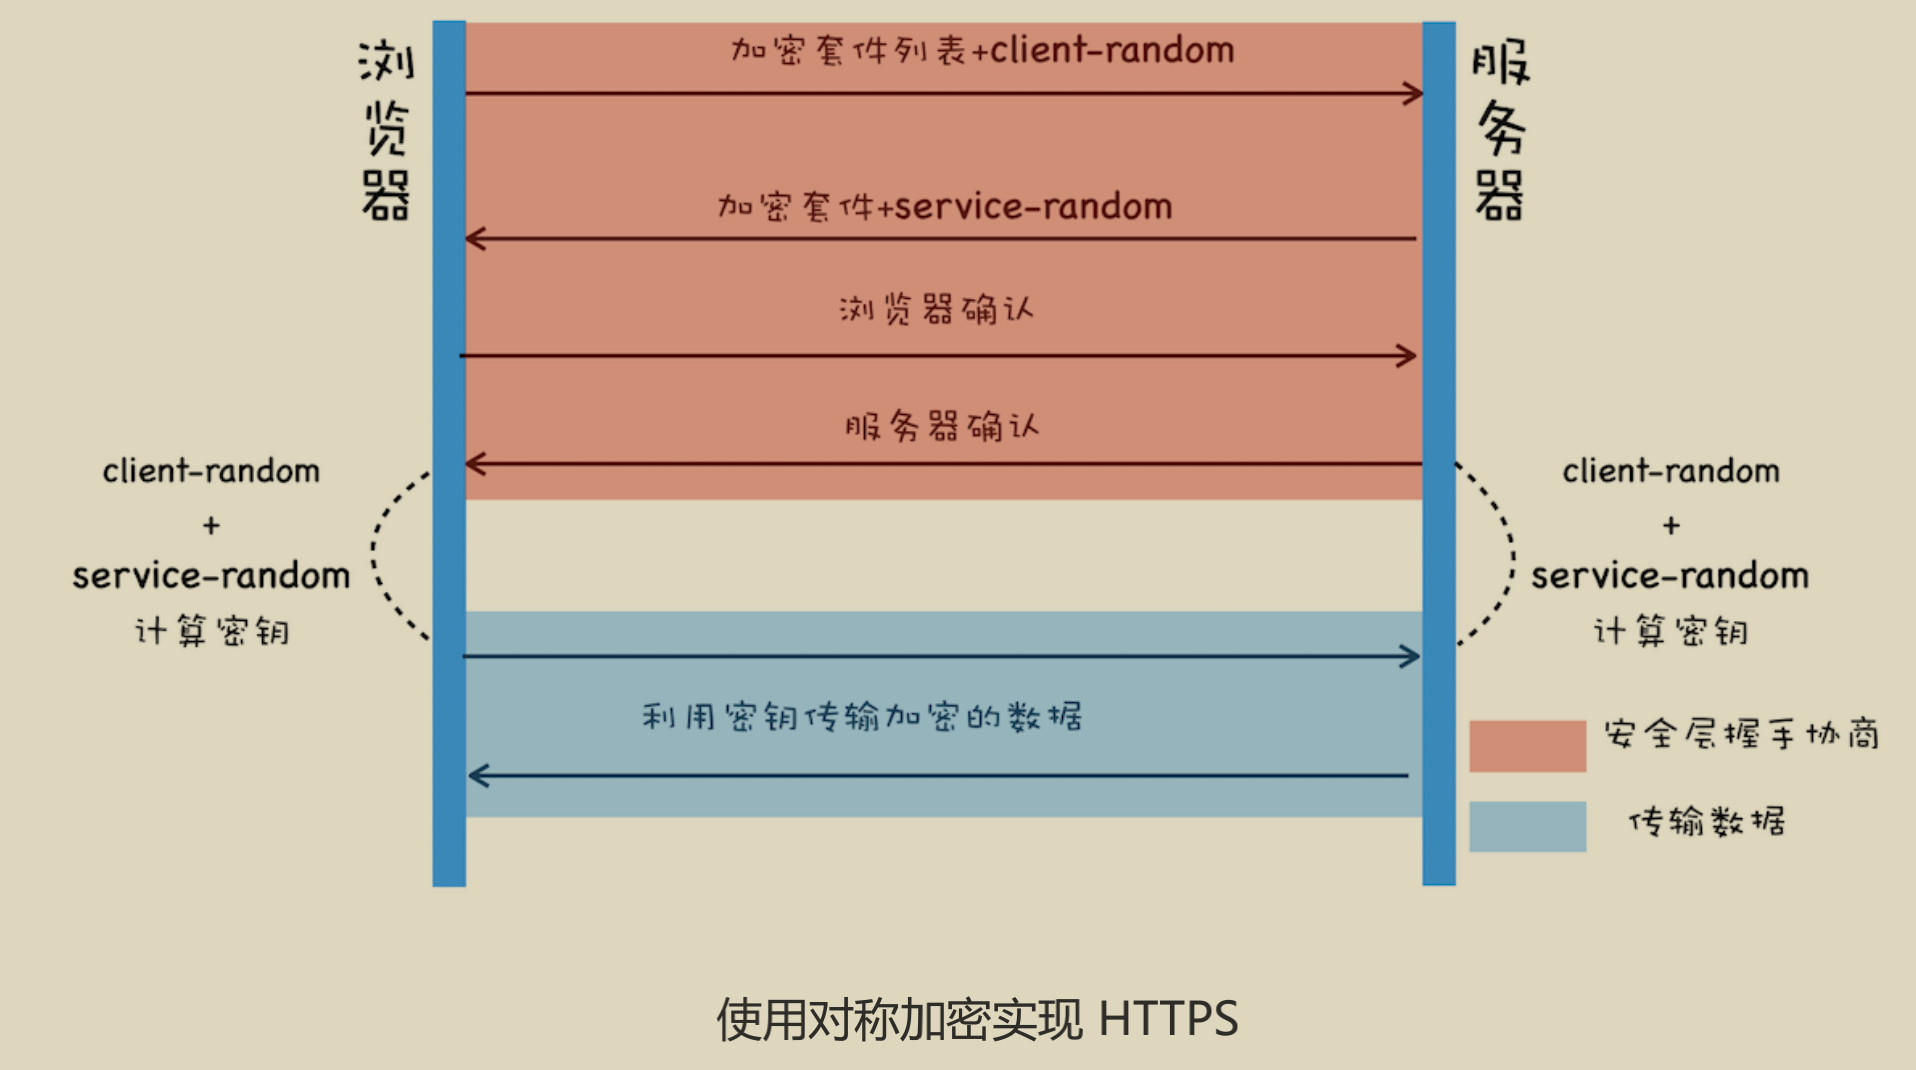 浏览器
服务器
加密套件列表+client-random
加密套件+service-random
浏览器确认
服务器确认
client-random
+
service-random
计算密钥
client-random
+
service-random
计算密钥
利用密钥传输加密的数据
安全层握手协商
传输数据
使用对称加密实现 HTTPS